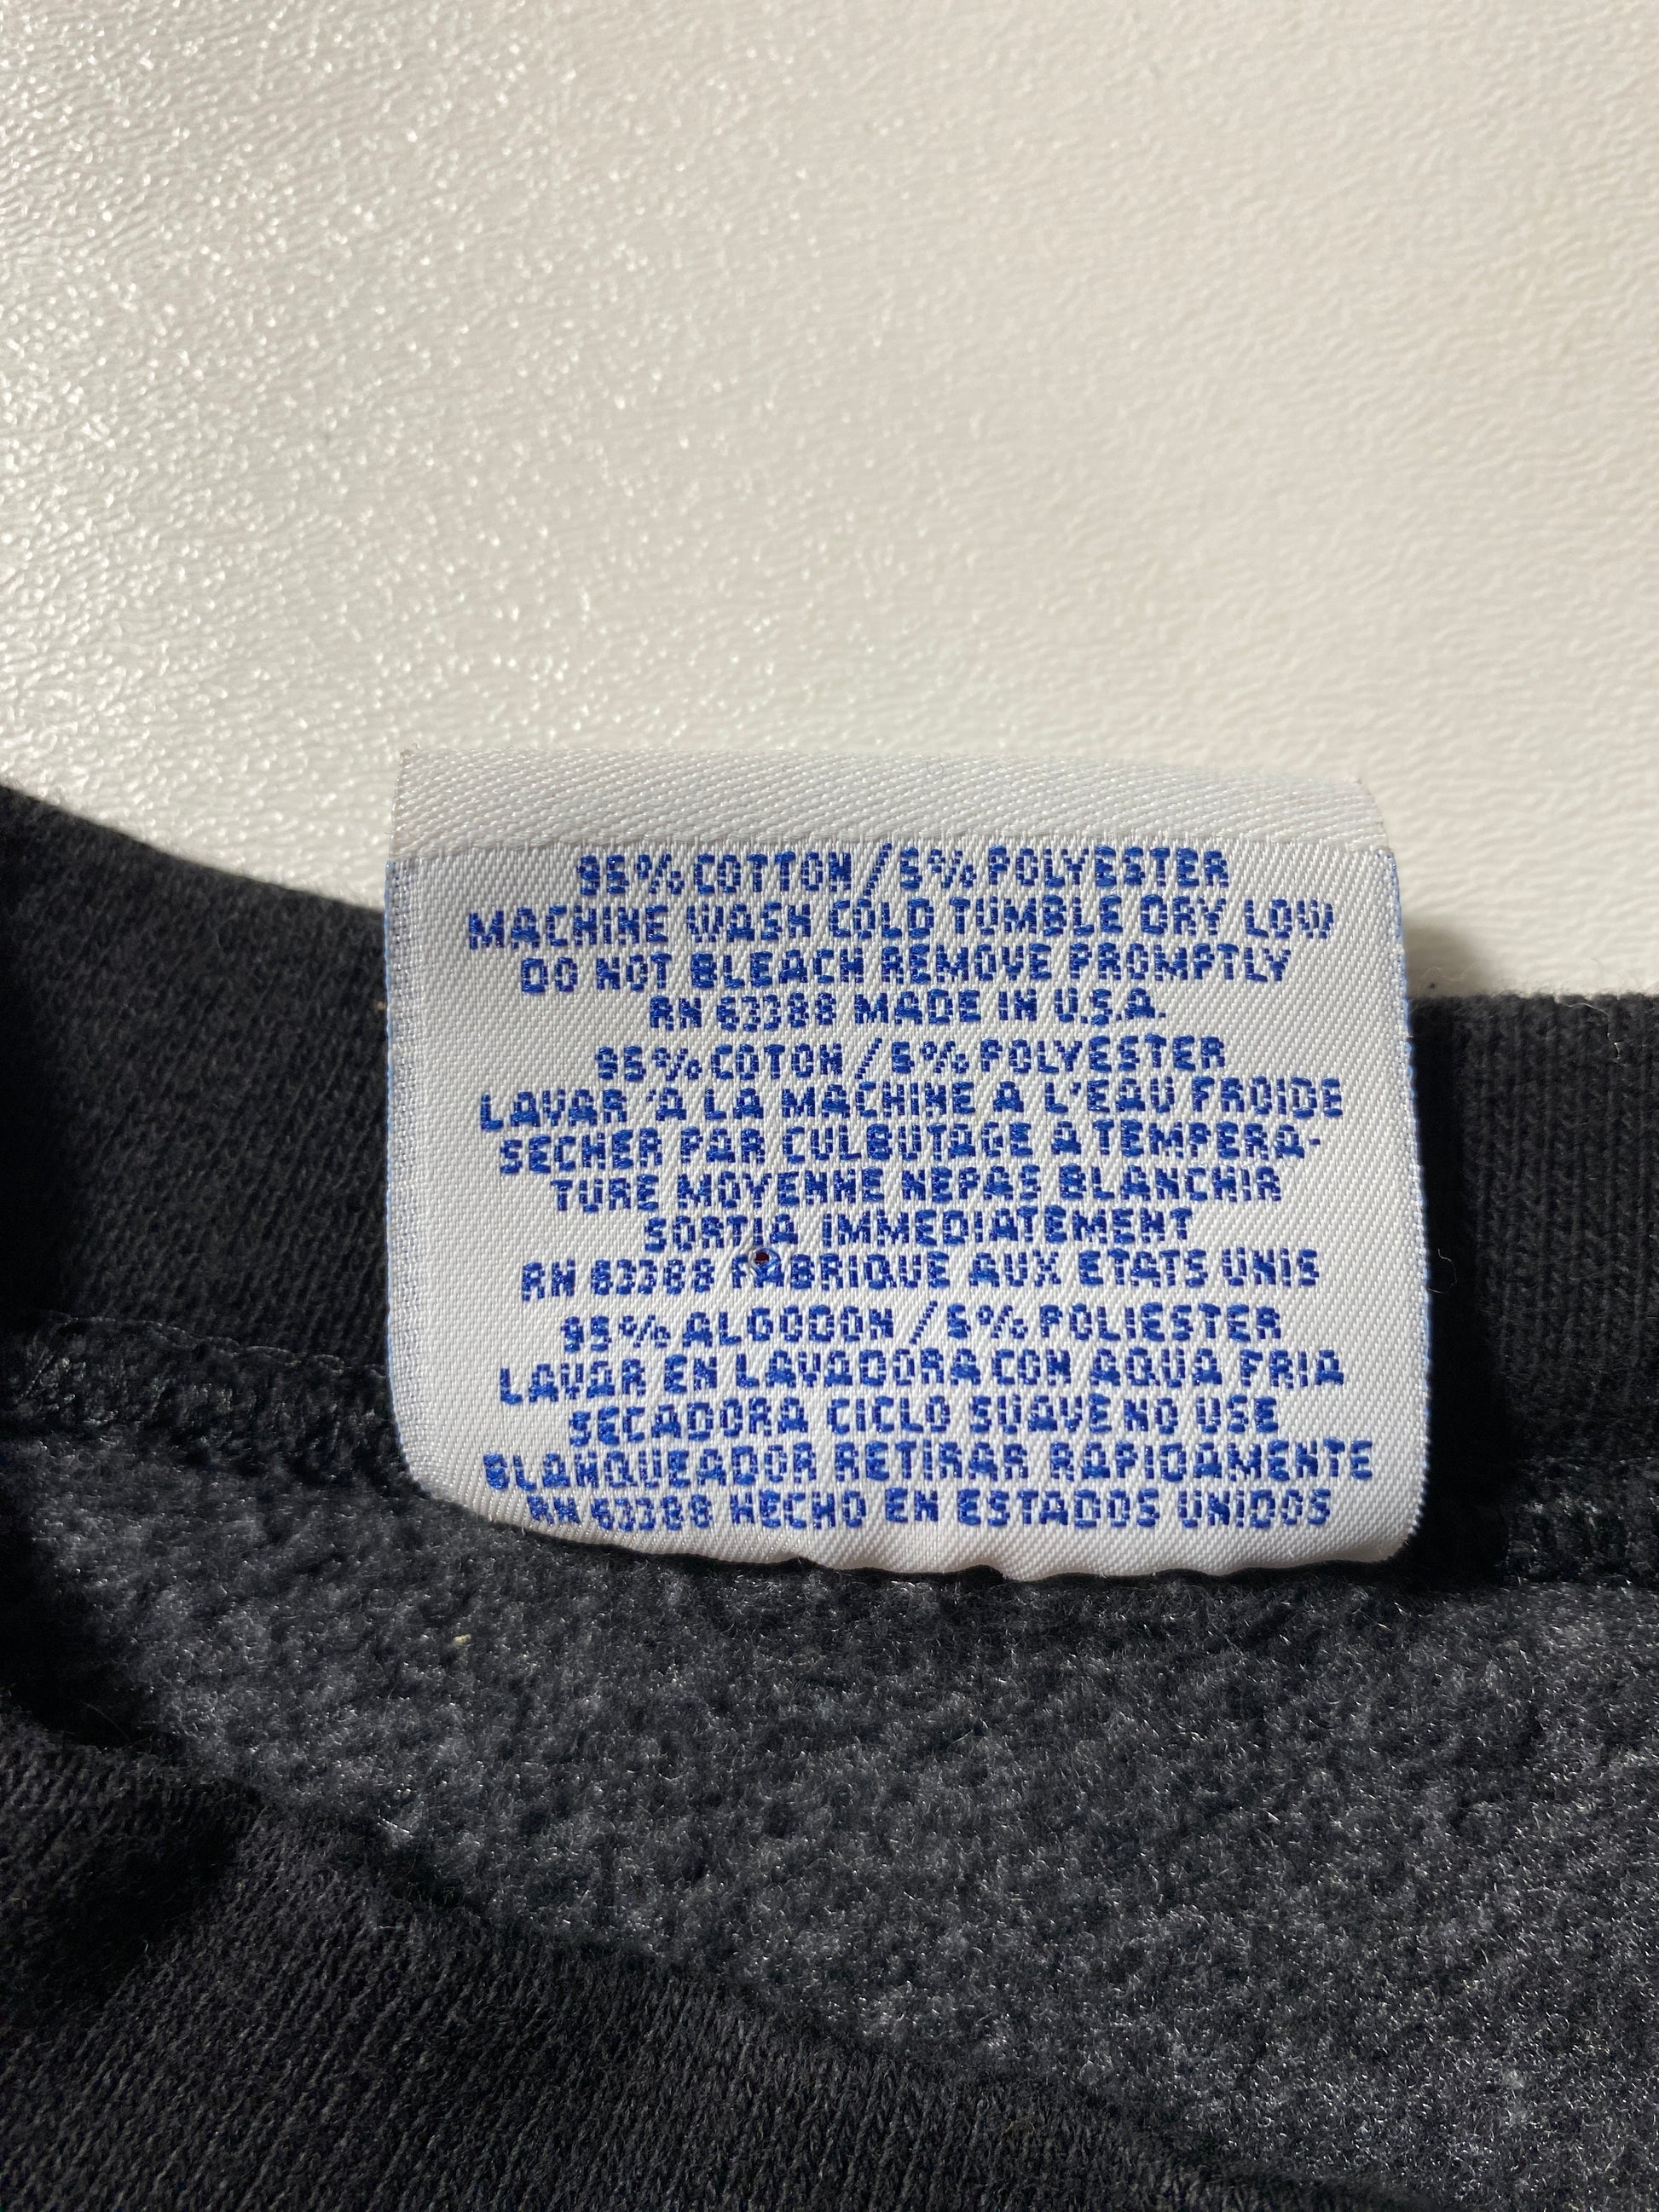 95% COTTON / 5% POLYESTER
MACHINE WASH COLD TUMBLE DRY LOW
DO NOT BLEACH REMOVE PROMPTLY
RN 63388 MADE IN U.S.A.
95% COTON / 5% POLYESTER
LAVAR 'A LA MACHINE A L'EAU FROIDE
SECHER PAR CULBUTAGE A TEMPERA-
TURE MOYENNE NEPAS BLANCHIR
SORTIA IMMEDIATEMENT
RN 63388 FABRIQUE AUX ETATS UNIS
95% ALGODON / 5% POLIESTER
LAVAR EN LAVADORA CON AQUA FRIA
SECADORA CICLO SUAVE NO USE
BLANQUEADOR RETIRAR RAPIDAMENTE
RN 63388 HECHO EN ESTADOS UNIDOS